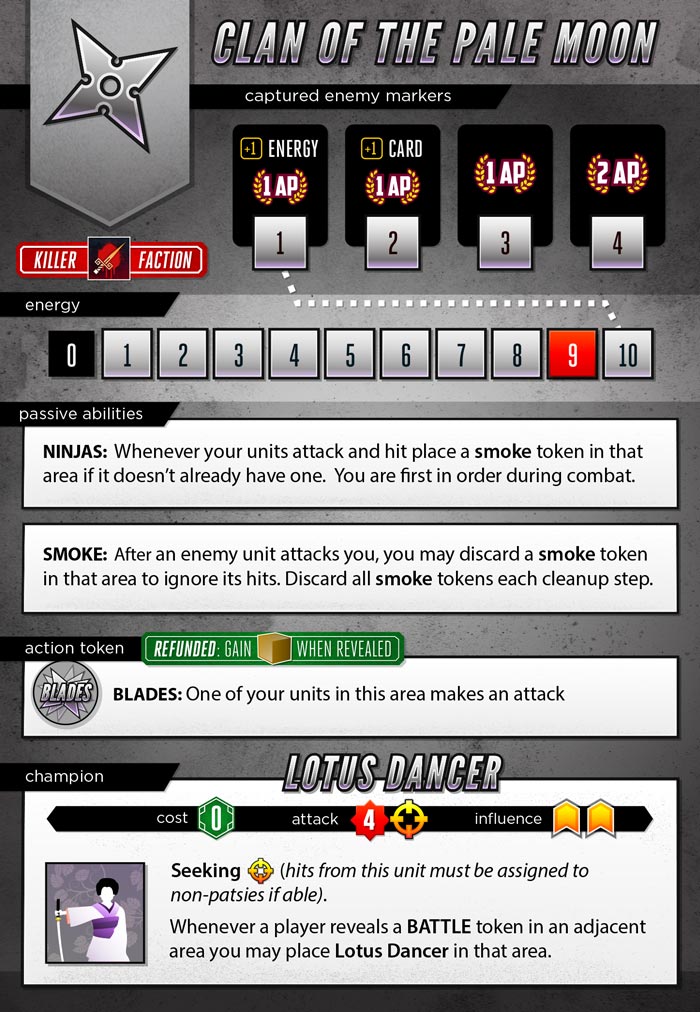 CLAN OF THE PALE MOON
captured enemy markers
+1 ENERGY
1 AP
1
+1 CARD
1 AP
2
1 AP
3
2 AP
4
KILLER FACTION
energy
0 1 2 3 4 5 6 7 8 9 10
passive abilities
NINJAS: Whenever your units attack and hit place a smoke token in that
area if it doesn't already have one. You are first in order during combat.
SMOKE: After an enemy unit attacks you, you may discard a smoke token
in that area to ignore its hits. Discard all smoke tokens each cleanup step.
action token
REFUNDED: GAIN WHEN REVEALED
BLADES
BLADES: One of your units in this area makes an attack
champion
LOTUS DANCER
cost 0 attack 4 influence
Seeking (hits from this unit must be assigned to
non-patsies if able).
Whenever a player reveals a BATTLE token in an adjacent
area you may place Lotus Dancer in that area.